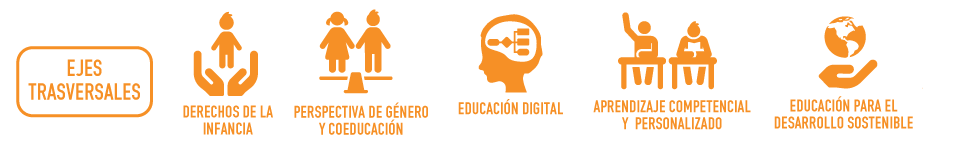 EJES
TRASVERSALES
DERECHOS DE LA
INFANCIA
PERSPECTIVA DE GÉNERO
Y COEDUCACIÓN
EDUCACIÓN DIGITAL
APRENDIZAJE COMPETENCIAL
Y PERSONALIZADO
EDUCACIÓN PARA EL
DESARROLLO SOSTENIBLE